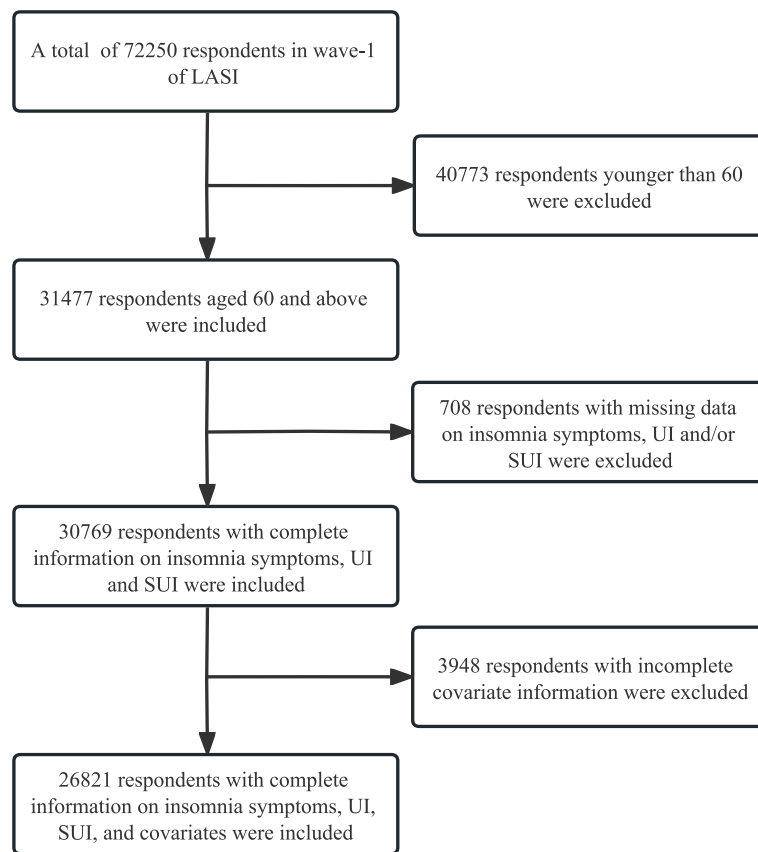 A total of 72250 respondents in wave-1
of LASI
40773 respondents younger than 60
were excluded
31477 respondents aged 60 and above
were included
708 respondents with missing data
on insomnia symptoms, UI and/or
SUI were excluded
30769 respondents with complete
information on insomnia symptoms, UI
and SUI were included
3948 respondents with incomplete
covariate information were excluded
26821 respondents with complete
information on insomnia symptoms, UI,
SUI, and covariates were included